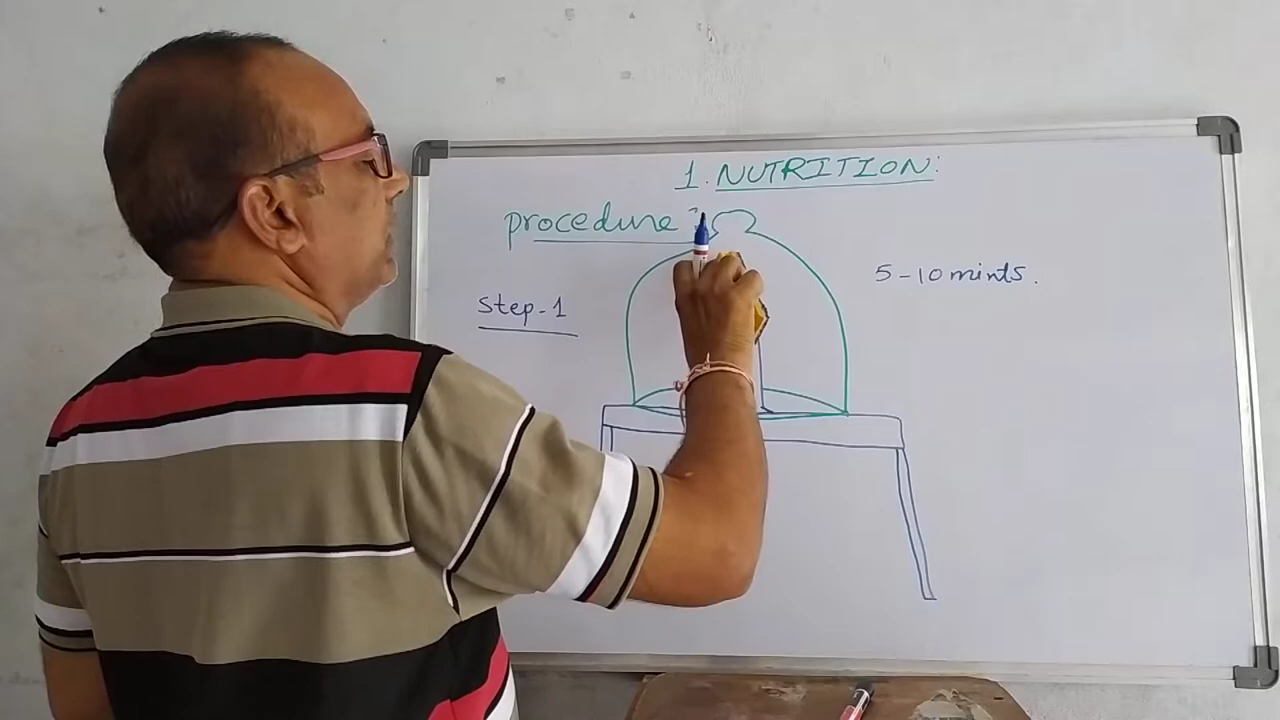 1. NUTRITION:
procedure :
Step-1
5-10 mints.